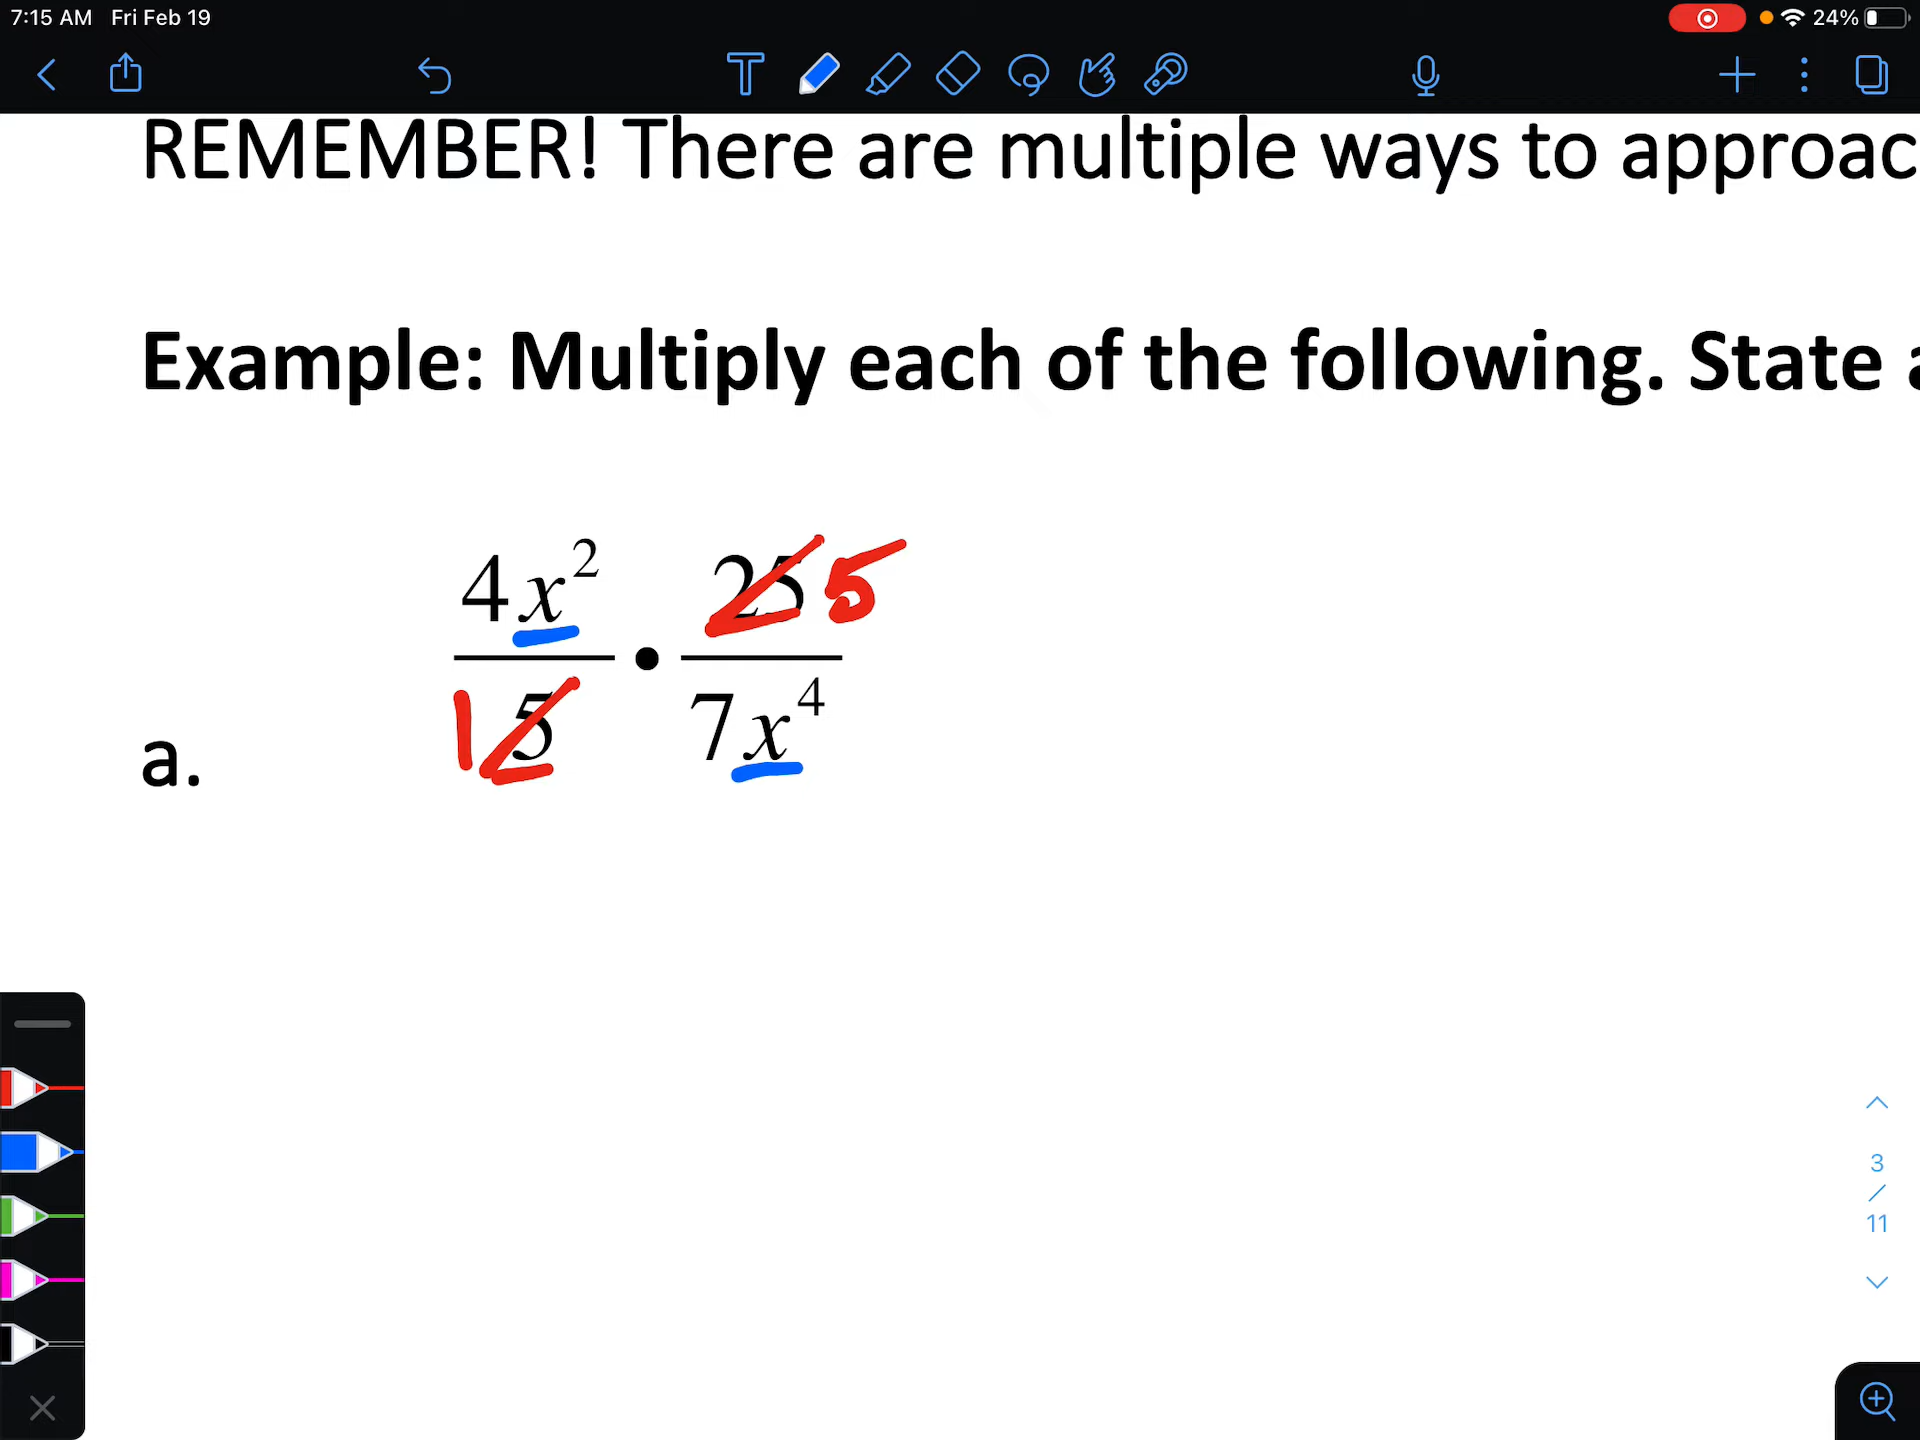 7:15 AM Fri Feb 19 24%
T
REMEMBER! There are multiple ways to approac
Example: Multiply each of the following. State a
4x² 25 5
1 5 • 7x⁴
a.
3
/
11